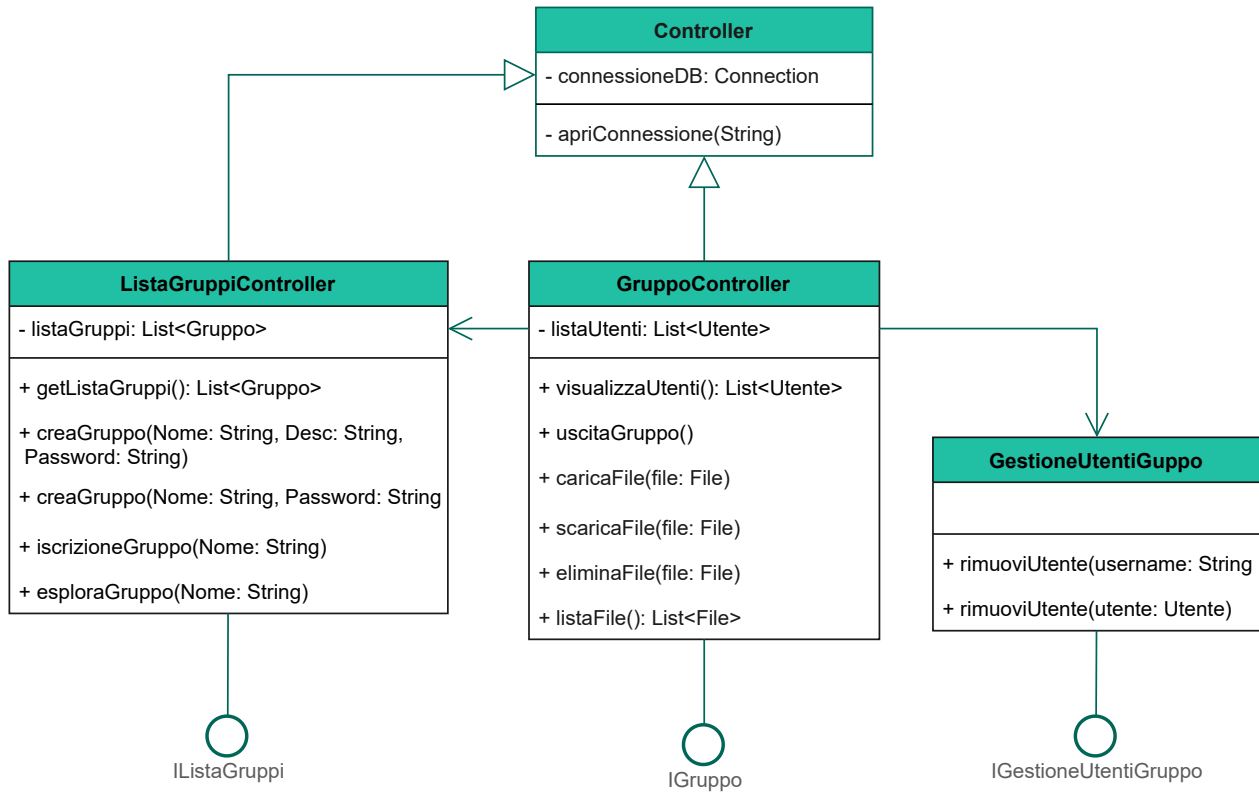 Controller
- connessioneDB: Connection
- apriConnessione(String)
ListaGruppiController
- listaGruppi: List<Gruppo>
+ getListaGruppi(): List<Gruppo>
+ creaGruppo(Nome: String, Desc: String,
Password: String)
+ creaGruppo(Nome: String, Password: String
+ iscrizioneGruppo(Nome: String)
+ esploraGruppo(Nome: String)
GruppoController
- listaUtenti: List<Utente>
+ visualizzaUtenti(): List<Utente>
+ uscitaGruppo()
+ caricaFile(file: File)
+ scaricaFile(file: File)
+ eliminaFile(file: File)
+ listaFile(): List<File>
GestioneUtentiGuppo
+ rimuoviUtente(username: String
+ rimuoviUtente(utente: Utente)
IListaGruppi
IGruppo
IGestioneUtentiGruppo